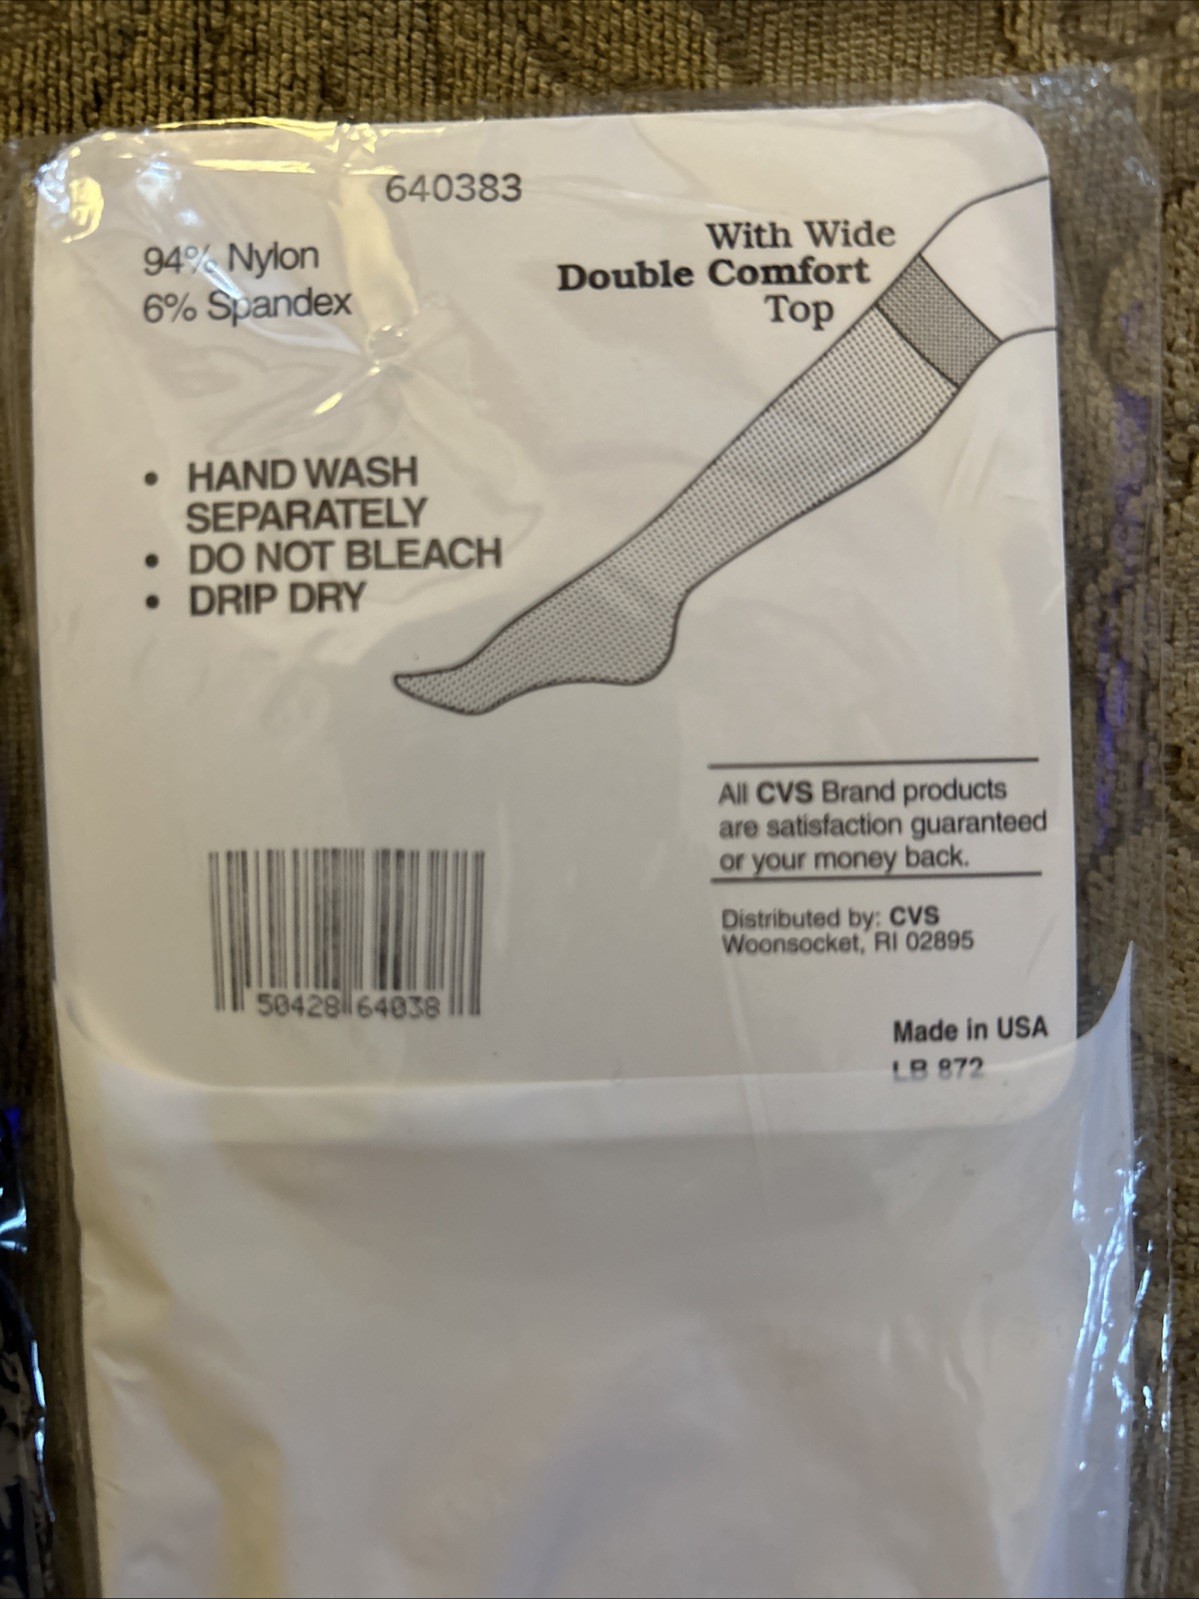 640383
94% Nylon
6% Spandex
With Wide
Double Comfort
Top
• HAND WASH
SEPARATELY
• DO NOT BLEACH
• DRIP DRY
All CVS Brand products
are satisfaction guaranteed
or your money back.
Distributed by: CVS
Woonsocket, RI 02895
50428 64038
Made in USA
LB 872